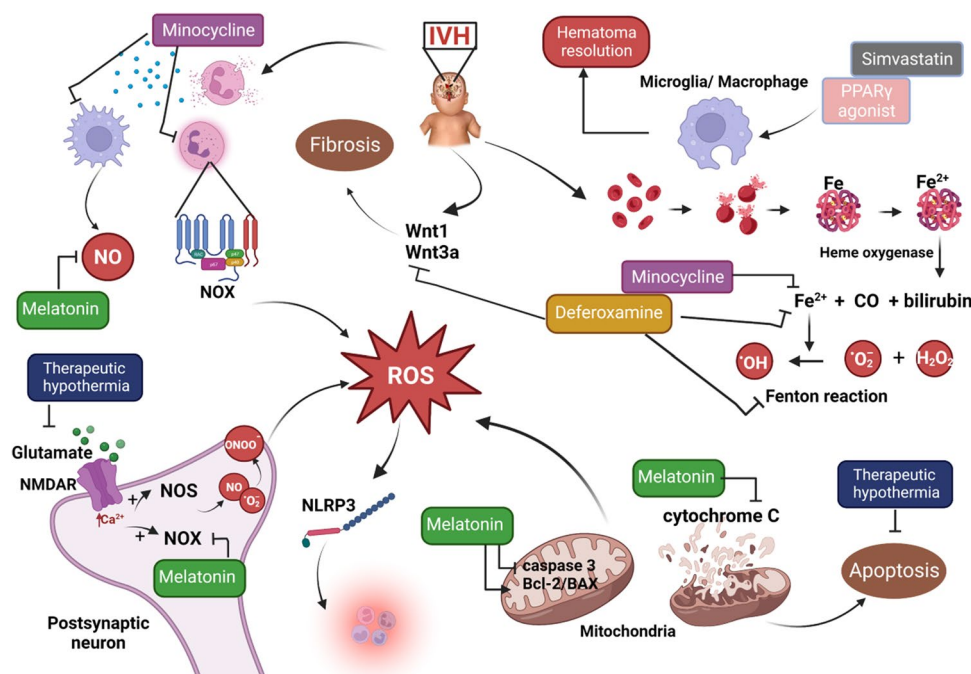 Minocycline
IVH
Hematoma
resolution
Microglia/ Macrophage
Simvastatin
PPARγ
agonist
Fibrosis
Fe
Fe²⁺
Wnt1
Wnt3a
Heme oxygenase
NO
NOX
p47
p67
Melatonin
Minocycline
Deferoxamine
Fe²⁺ + CO + bilirubin
•OH
•O₂⁻ + H₂O₂
Fenton reaction
ROS
Therapeutic
hypothermia
Glutamate
NMDAR
↑Ca²⁺
+
NOS
+
NOX
NO
•O₂⁻
ONOO⁻
Melatonin
Postsynaptic
neuron
NLRP3
Melatonin
caspase 3
Bcl-2/BAX
Mitochondria
Melatonin
cytochrome C
Therapeutic
hypothermia
Apoptosis